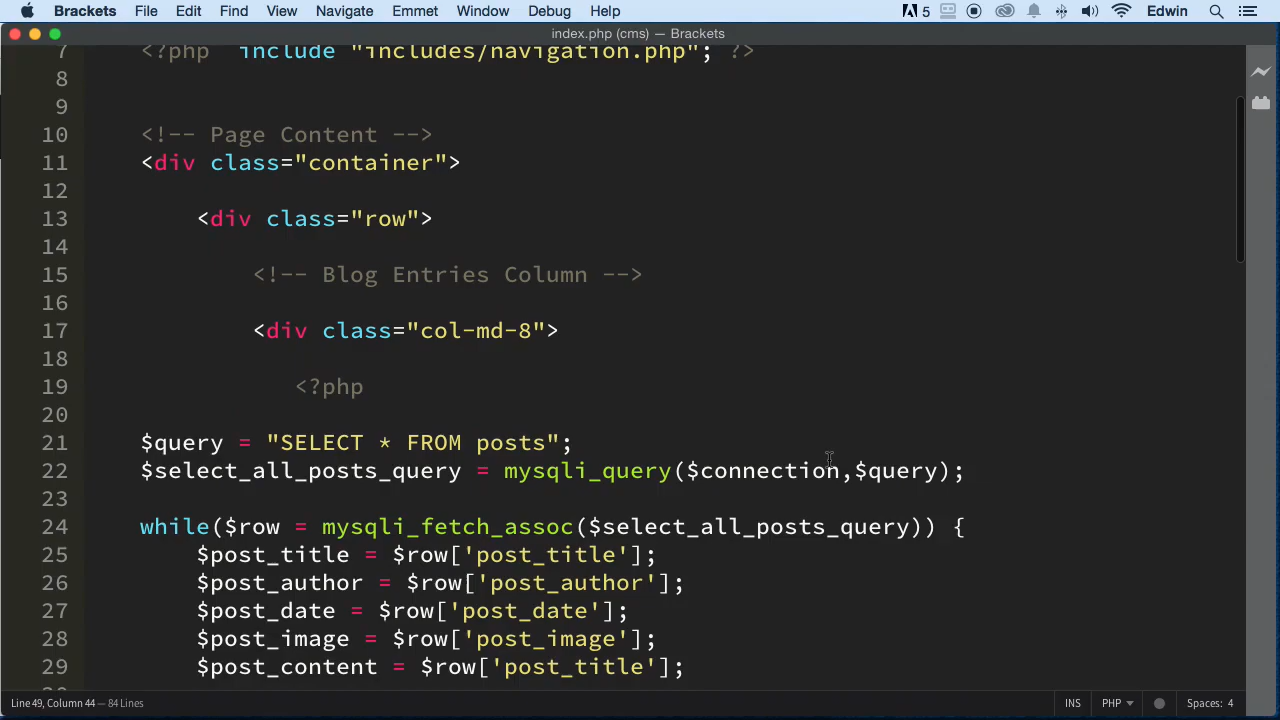 Brackets File Edit Find View Navigate Emmet Window Debug Help 5 Edwin
index.php (cms) — Brackets
7 <?php include "includes/navigation.php"; ?>
8
9
10 <!-- Page Content -->
11 <div class="container">
12
13 <div class="row">
14
15 <!-- Blog Entries Column -->
16
17 <div class="col-md-8">
18
19 <?php
20
21 $query = "SELECT * FROM posts";
22 $select_all_posts_query = mysqli_query($connection,$query);
23
24 while($row = mysqli_fetch_assoc($select_all_posts_query)) {
25 $post_title = $row['post_title'];
26 $post_author = $row['post_author'];
27 $post_date = $row['post_date'];
28 $post_image = $row['post_image'];
29 $post_content = $row['post_title'];
Line 49, Column 44 — 84 Lines INS PHP Spaces: 4